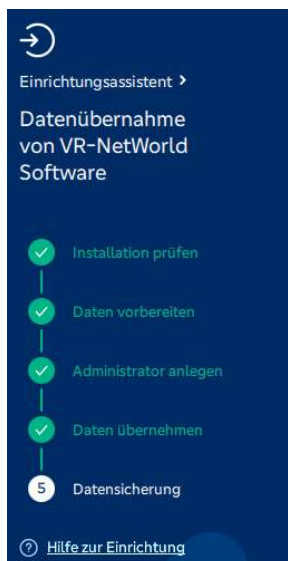 Einrichtungsassistent >
Datenübernahme
von VR-NetWorld
Software
Installation prüfen
Daten vorbereiten
Administrator anlegen
Daten übernehmen
5 Datensicherung
? Hilfe zur Einrichtung